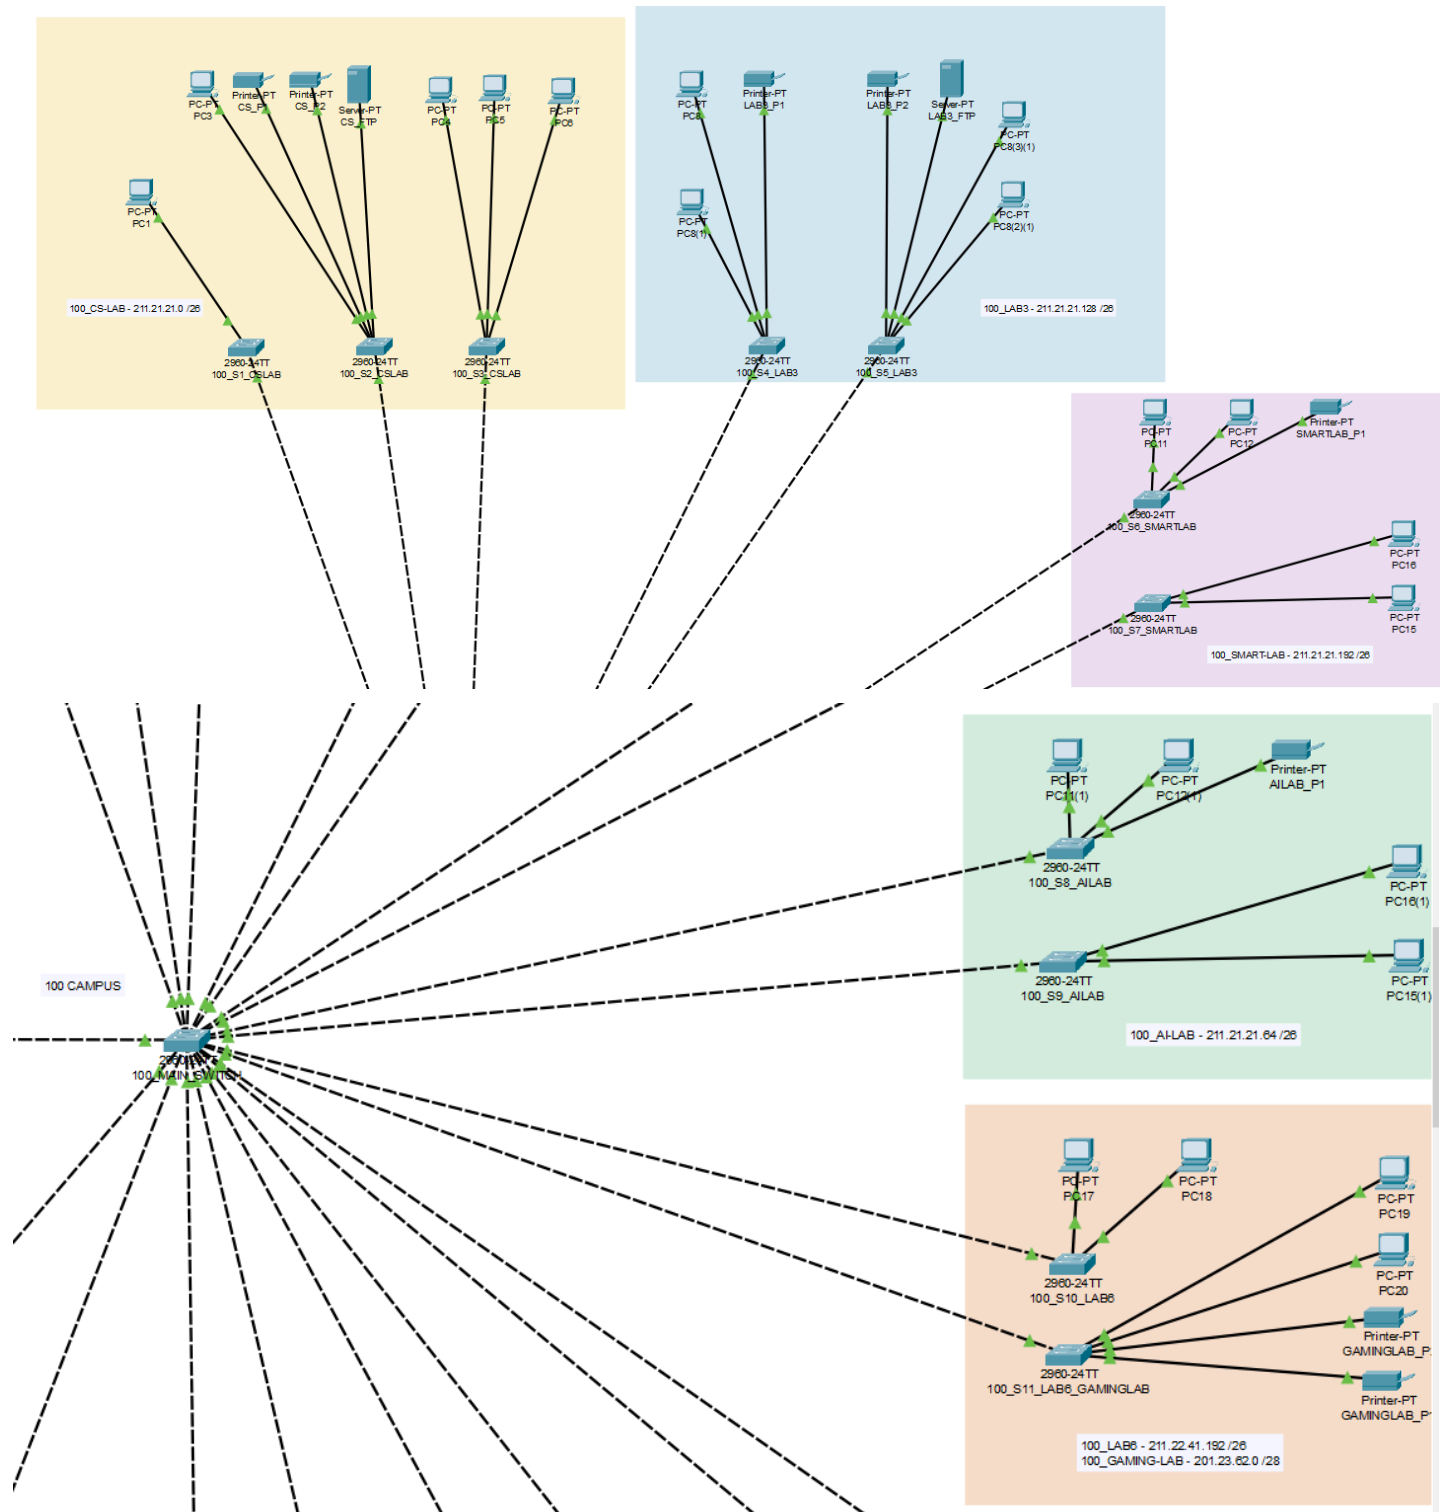 PC-PT
PC3
Printer-PT
CS_P1
Printer-PT
CS_P2
Server-PT
CS_FTP
PC-PT
PC4
PC-PT
PC5
PC-PT
PC6
PC-PT
PC1
100_CS-LAB - 211.21.21.0 /26
2960-24TT
100_S1_CSLAB
2960-24TT
100_S2_CSLAB
2960-24TT
100_S3_CSLAB
PC-PT
PC8
Printer-PT
LAB3_P1
Printer-PT
LAB3_P2
Server-PT
LAB3_FTP
PC-PT
PC8(3)(1)
PC-PT
PC8(1)
PC-PT
PC8(2)(1)
100_LAB3 - 211.21.21.128 /26
2960-24TT
100_S4_LAB3
2960-24TT
100_S5_LAB3
PC-PT
PC11
PC-PT
PC12
Printer-PT
SMARTLAB_P1
2960-24TT
100_S6_SMARTLAB
PC-PT
PC16
2960-24TT
100_S7_SMARTLAB
PC-PT
PC15
100_SMART-LAB - 211.21.21.192 /26
PC-PT
PC11(1)
PC-PT
PC12(1)
Printer-PT
AILAB_P1
2960-24TT
100_S8_AILAB
PC-PT
PC16(1)
2960-24TT
100_S9_AILAB
PC-PT
PC15(1)
100_AI-LAB - 211.21.21.64 /26
100 CAMPUS
2960-24TT
100_MAIN_SWITCH
PC-PT
PC17
PC-PT
PC18
PC-PT
PC19
PC-PT
PC20
2960-24TT
100_S10_LAB6
Printer-PT
GAMINGLAB_P
2960-24TT
100_S11_LAB6_GAMINGLAB
Printer-PT
GAMINGLAB_P1
100_LAB6 - 211.22.41.192 /26
100_GAMING-LAB - 201.23.62.0 /28